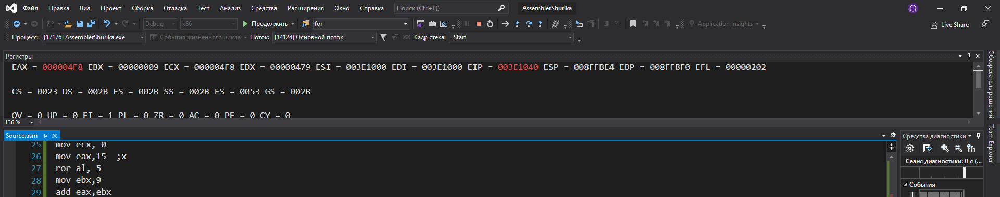 Файл Правка Вид Проект Сборка Отладка Тест Анализ Средства Расширения Окно Справка Поиск (Ctrl+Q) AssemblerShurika O
Debug x86 Продолжить for Application Insights Live Share
Процесс: [17176] AssemblerShurika.exe События жизненного цикла Поток: [14124] Основной поток Кадр стека: _Start
Регистры
EAX = 000004F8 EBX = 00000009 ECX = 000004F8 EDX = 00000479 ESI = 003E1000 EDI = 003E1000 EIP = 003E1040 ESP = 008FFBE4 EBP = 008FFBF0 EFL = 00000202
CS = 0023 DS = 002B ES = 002B SS = 002B FS = 0053 GS = 002B
OV = 0 UP = 0 EI = 1 PL = 0 ZR = 0 AC = 0 PE = 0 CY = 0
136 %
Source.asm
25 mov ecx, 0
26 mov eax,15 ;x
27 ror al, 5
28 mov ebx,9
29 add eax,ebx
Средства диагностики
Сеанс диагностики: 0 с (...
События
Обозреватель решений
Team Explorer